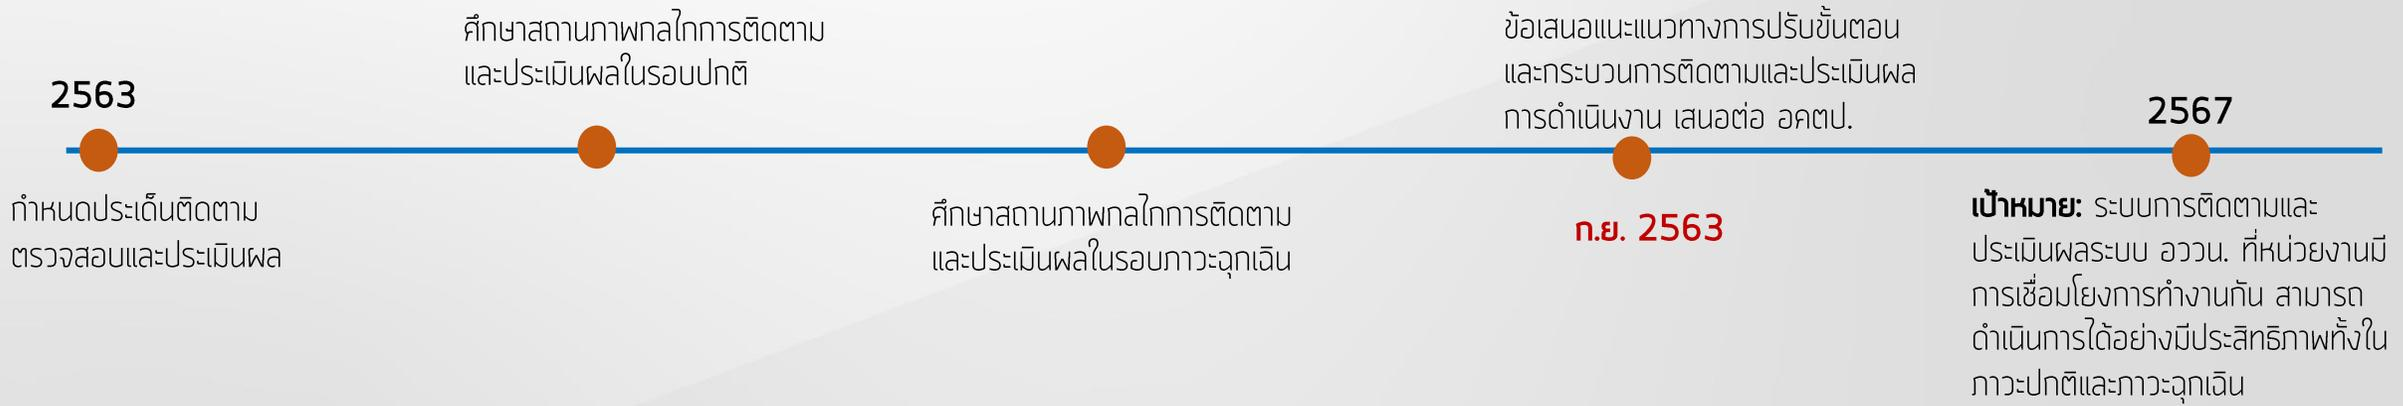 2563
กำหนดประเด็นติดตาม
ตรวจสอบและประเมินผล
ศึกษาสถานภาพกลไกการติดตาม
และประเมินผลในรอบปกติ
ศึกษาสถานภาพกลไกการติดตาม
และประเมินผลในรอบภาวะฉุกเฉิน
ข้อเสนอแนะแนวทางการปรับขั้นตอน
และกระบวนการติดตามและประเมินผล
การดำเนินงาน เสนอต่อ อคตป.
ก.ย. 2563
2567
เป้าหมาย: ระบบการติดตามและ
ประเมินผลระบบ อววน. ที่หน่วยงานมี
การเชื่อมโยงการทำงานกัน สามารถ
ดำเนินการได้อย่างมีประสิทธิภาพทั้งใน
ภาวะปกติและภาวะฉุกเฉิน